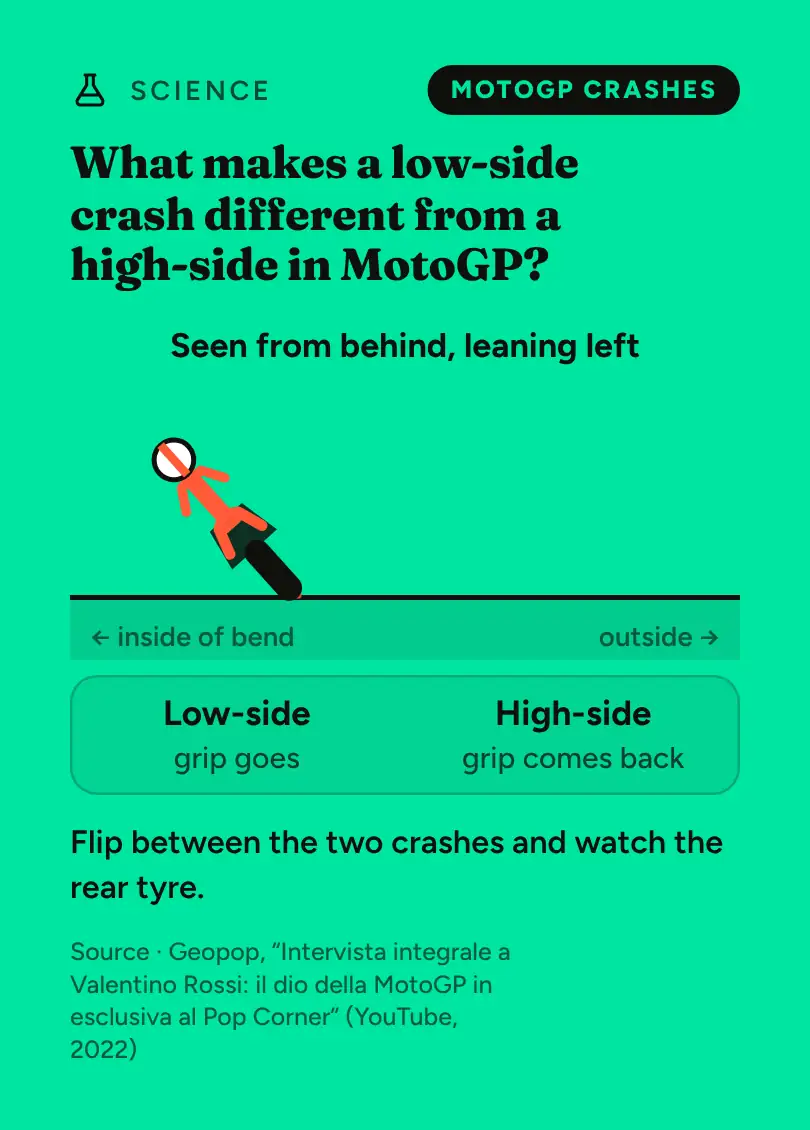 SCIENCE
MOTOGP CRASHES
What makes a low-side
crash different from a
high-side in MotoGP?
Seen from behind, leaning left
← inside of bend
outside →
Low-side
grip goes
High-side
grip comes back
Flip between the two crashes and watch the
rear tyre.
Source · Geopop, “Intervista integrale a
Valentino Rossi: il dio della MotoGP in
esclusiva al Pop Corner” (YouTube,
2022)